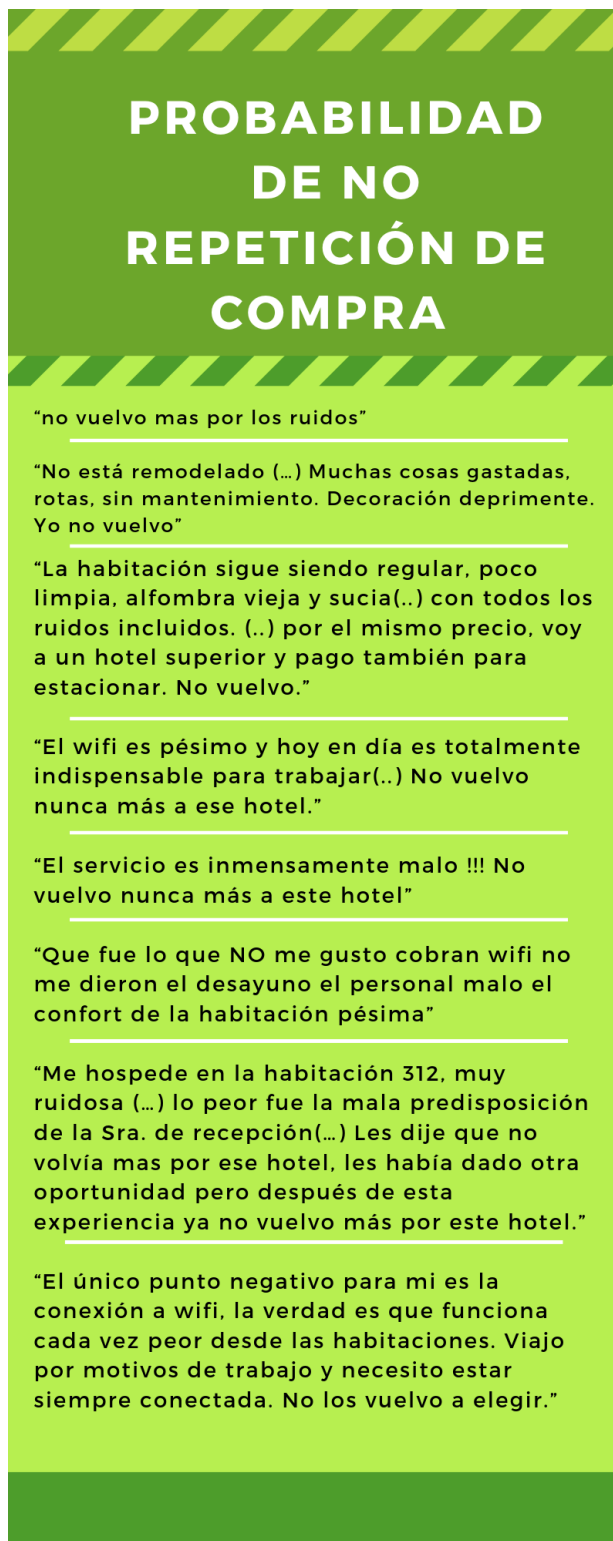 PROBABILIDAD
DE NO
REPETICIÓN DE
COMPRA
“no vuelvo mas por los ruidos”
“No está remodelado (…) Muchas cosas gastadas,
rotas, sin mantenimiento. Decoración deprimente.
Yo no vuelvo”
“La habitación sigue siendo regular, poco
limpia, alfombra vieja y sucia(..) con todos los
ruidos incluidos. (..) por el mismo precio, voy
a un hotel superior y pago también para
estacionar. No vuelvo.”
“El wifi es pésimo y hoy en día es totalmente
indispensable para trabajar(..) No vuelvo
nunca más a ese hotel.”
“El servicio es inmensamente malo !!! No
vuelvo nunca más a este hotel”
“Que fue lo que NO me gusto cobran wifi no
me dieron el desayuno el personal malo el
confort de la habitación pésima”
“Me hospede en la habitación 312, muy
ruidosa (…) lo peor fue la mala predisposición
de la Sra. de recepción(…) Les dije que no
volvía mas por ese hotel, les había dado otra
oportunidad pero después de esta
experiencia ya no vuelvo más por este hotel.”
“El único punto negativo para mi es la
conexión a wifi, la verdad es que funciona
cada vez peor desde las habitaciones. Viajo
por motivos de trabajo y necesito estar
siempre conectada. No los vuelvo a elegir.”